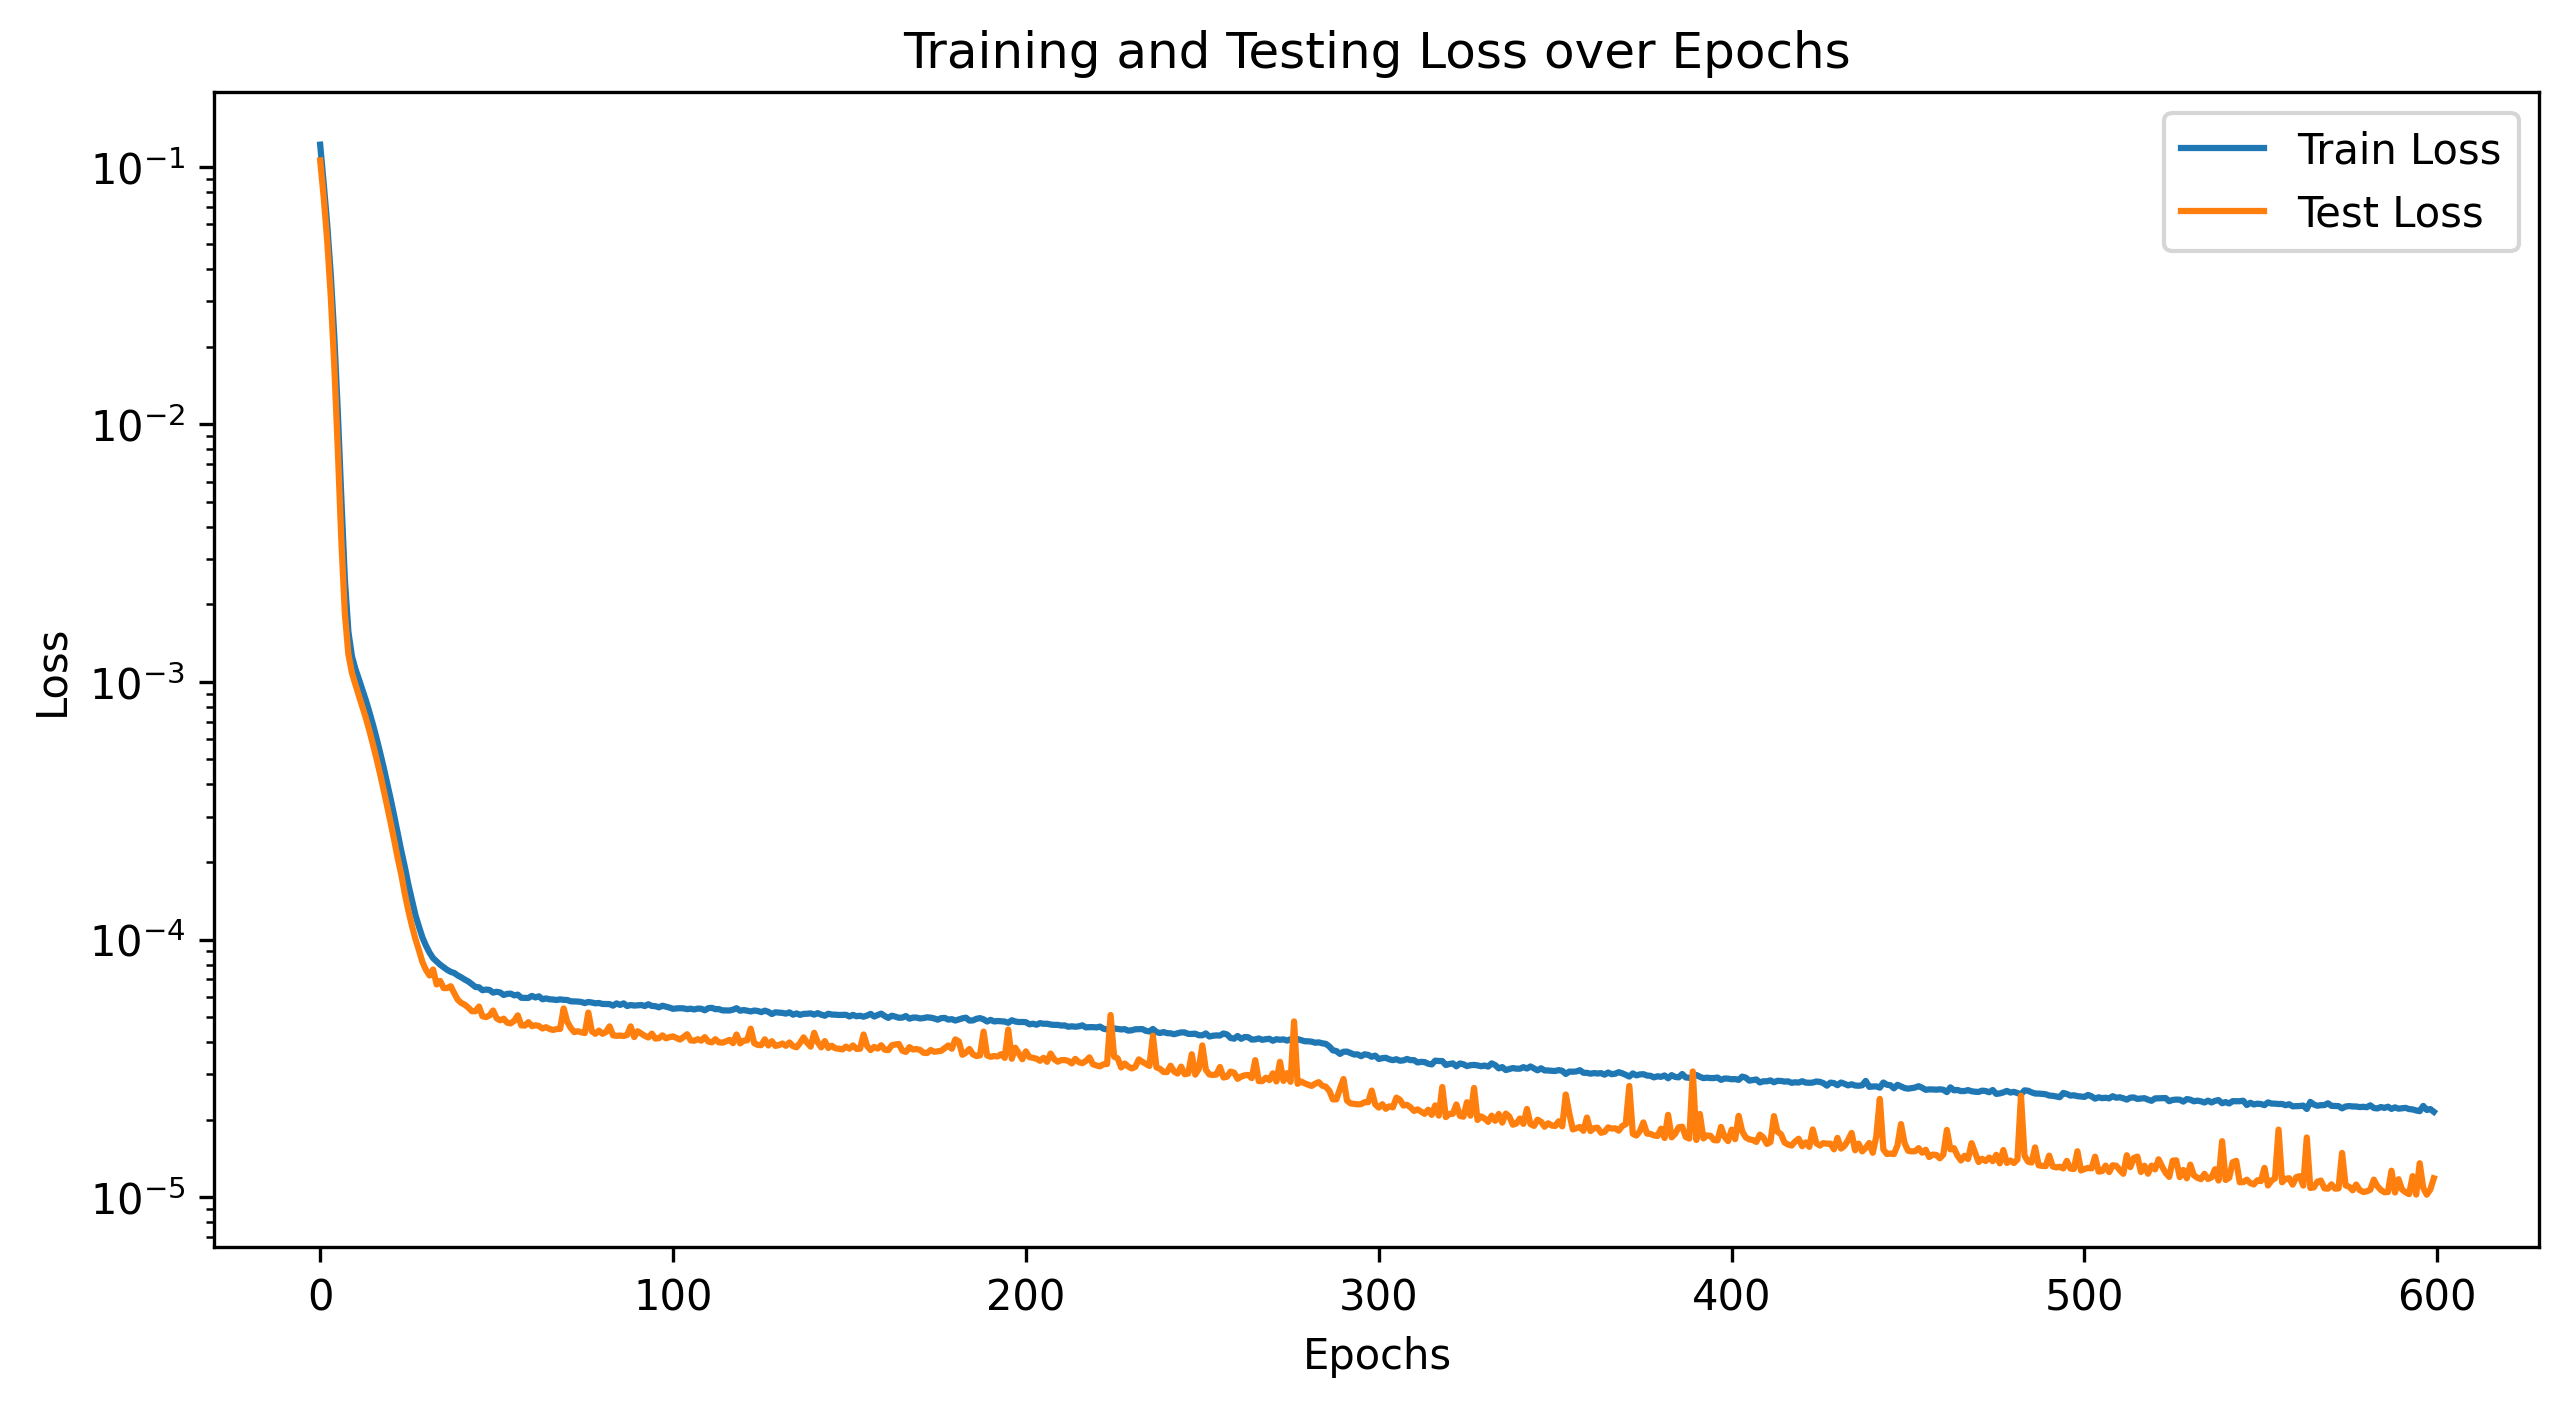 Training and Testing Loss over Epochs
Train Loss
Test Loss
10⁻¹
10⁻²
10⁻³
10⁻⁴
10⁻⁵
Loss
0 100 200 300 400 500 600
Epochs